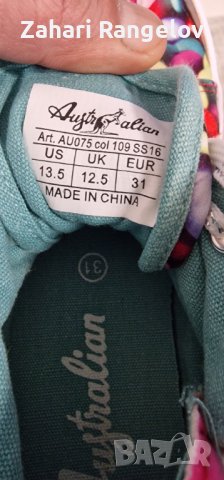 Zahari Rangelov
Australian
Art. AU075 col 109 SS16
US UK EUR
13.5 12.5 31
MADE IN CHINA
31
Australian
BAZAR